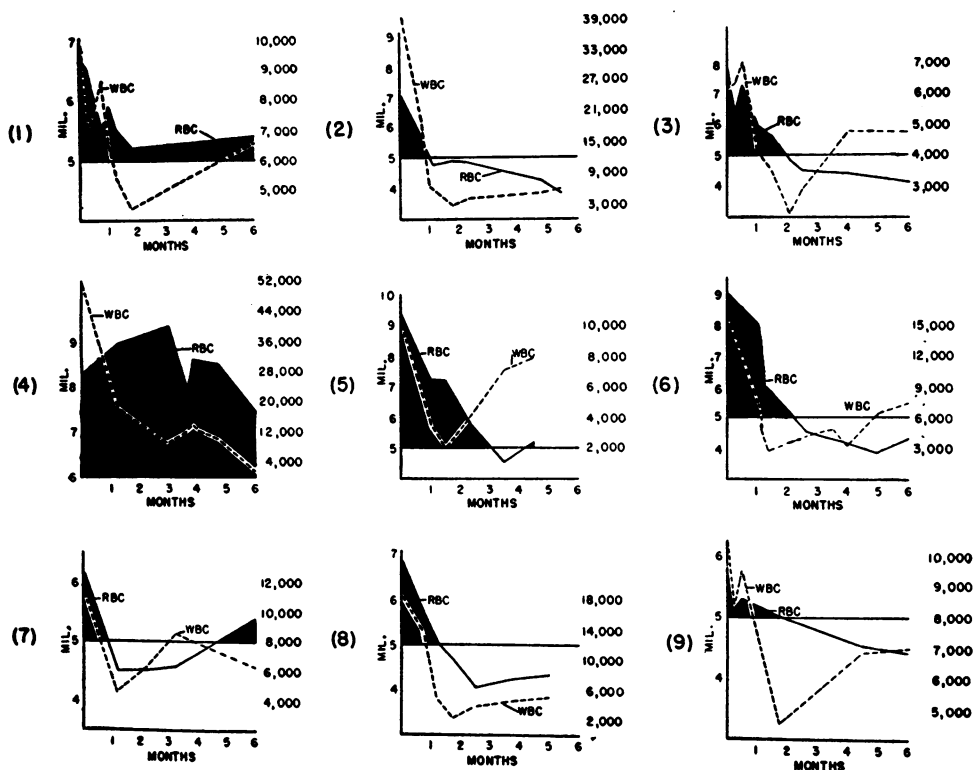 (1)
7
6
5
MIL.
WBC
RBC
10,000
9,000
8,000
7,000
6,000
5,000
1 2 3 4 5 6
MONTHS
(2)
9
8
7
6
5
4
MIL.
WBC
RBC
39,000
33,000
27,000
21,000
15,000
9,000
3,000
1 2 3 4 5 6
MONTHS
(3)
8
7
6
5
4
MIL.
WBC
RBC
7,000
6,000
5,000
4,000
3,000
1 2 3 4 5 6
MONTHS
(4)
9
8
7
6
MIL.
WBC
RBC
52,000
44,000
36,000
28,000
20,000
12,000
4,000
1 2 3 4 5 6
MONTHS
(5)
10
9
8
7
6
5
MIL.
RBC
WBC
10,000
8,000
6,000
4,000
2,000
1 2 3 4 5 6
MONTHS
(6)
9
8
7
6
5
4
MIL.
RBC
WBC
15,000
12,000
9,000
6,000
3,000
1 2 3 4 5 6
MONTHS
(7)
6
5
4
MIL.
RBC
WBC
12,000
10,000
8,000
6,000
4,000
1 2 3 4 5 6
MONTHS
(8)
7
6
5
4
MIL.
RBC
WBC
18,000
14,000
10,000
6,000
2,000
1 2 3 4 5 6
MONTHS
(9)
6
5
4
MIL.
WBC
RBC
10,000
9,000
8,000
7,000
6,000
5,000
1 2 3 4 5 6
MONTHS